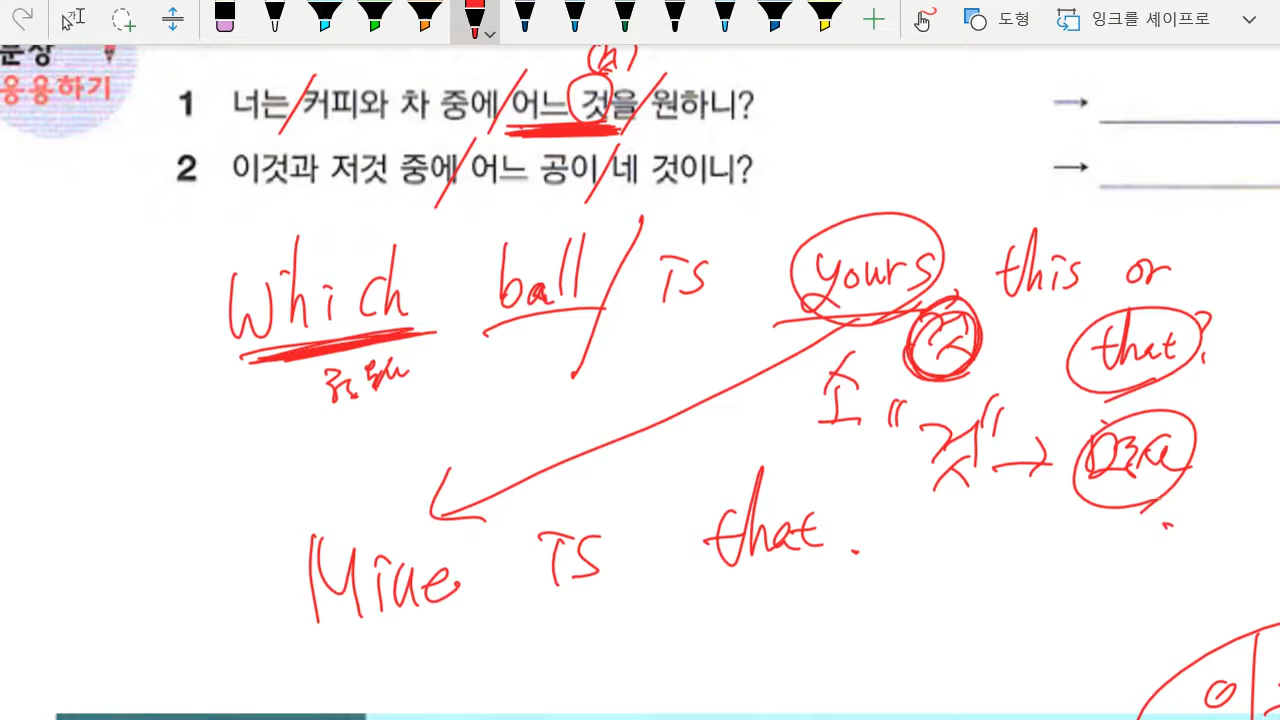 도형 잉크를 셰이프로
문장
응용하기
1 너는 커피와 차 중에 어느 것을 원하니? →
2 이것과 저것 중에 어느 공이 네 것이니? →
Which ball is yours this or
that?
소 "것" →
Mine is that.